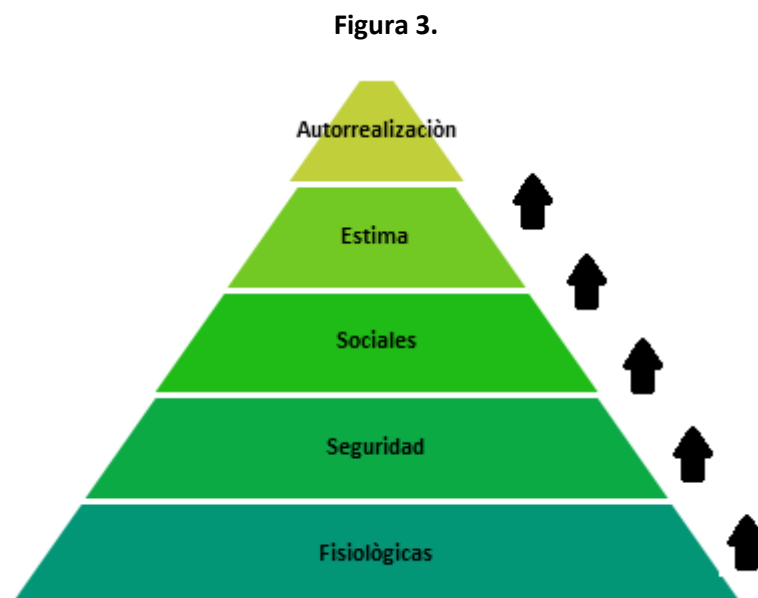 Figura 3.
Autorrealizaciòn
Estima
Sociales
Seguridad
Fisiològicas